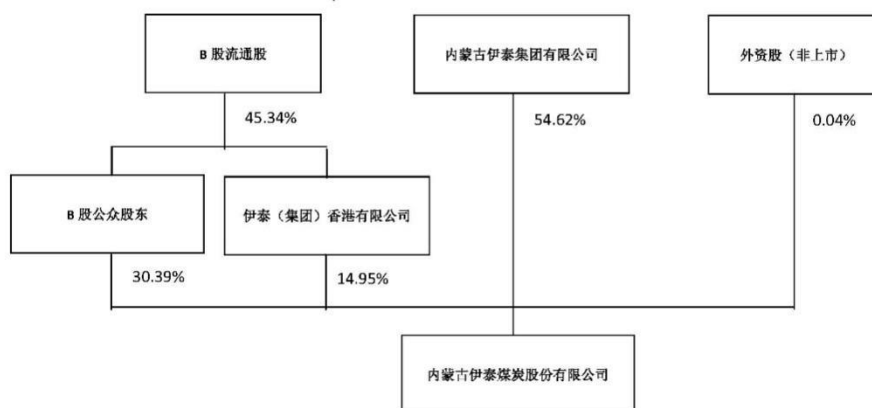 B 股流通股
内蒙古伊泰集团有限公司
外资股（非上市）
45.34%
54.62%
0.04%
B 股公众股东
伊泰（集团）香港有限公司
30.39%
14.95%
内蒙古伊泰煤炭股份有限公司